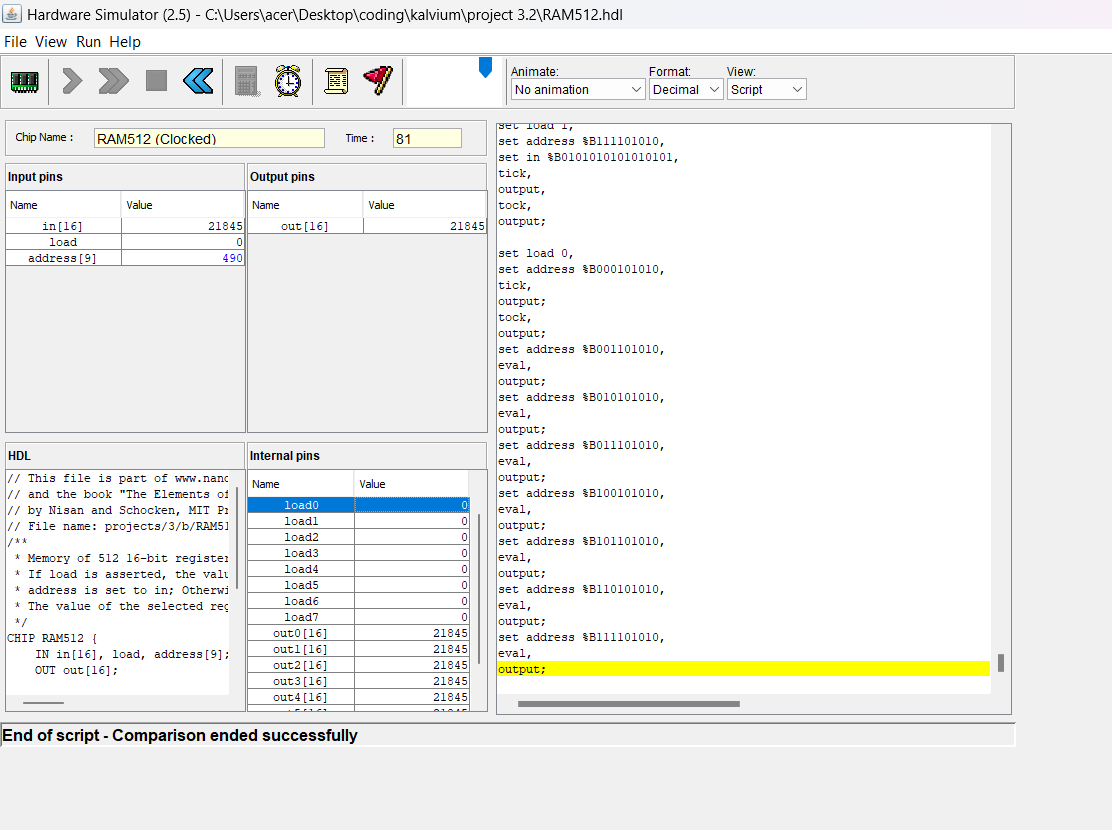 Hardware Simulator (2.5) - C:\Users\acer\Desktop\coding\kalvium\project 3.2\RAM512.hdl
File View Run Help
Animate: Format: View:
No animation Decimal Script
Chip Name : RAM512 (Clocked) Time : 81
Input pins
Name Value
in[16] 21845
load 0
address[9] 490
Output pins
Name Value
out[16] 21845
HDL
// This file is part of www.nand
// and the book "The Elements of
// by Nisan and Schocken, MIT Pr
// File name: projects/3/b/RAM51
/**
* Memory of 512 16-bit register
* If load is asserted, the valu
* address is set to in; Otherwi
* The value of the selected reg
*/
CHIP RAM512 {
IN in[16], load, address[9];
OUT out[16];
Internal pins
Name Value
load0 0
load1 0
load2 0
load3 0
load4 0
load5 0
load6 0
load7 0
out0[16] 21845
out1[16] 21845
out2[16] 21845
out3[16] 21845
out4[16] 21845
set load 1,
set address %B111101010,
set in %B0101010101010101,
tick,
output,
tock,
output;
set load 0,
set address %B000101010,
tick,
output;
tock,
output;
set address %B001101010,
eval,
output;
set address %B010101010,
eval,
output;
set address %B011101010,
eval,
output;
set address %B100101010,
eval,
output;
set address %B101101010,
eval,
output;
set address %B110101010,
eval,
output;
set address %B111101010,
eval,
output;
End of script - Comparison ended successfully